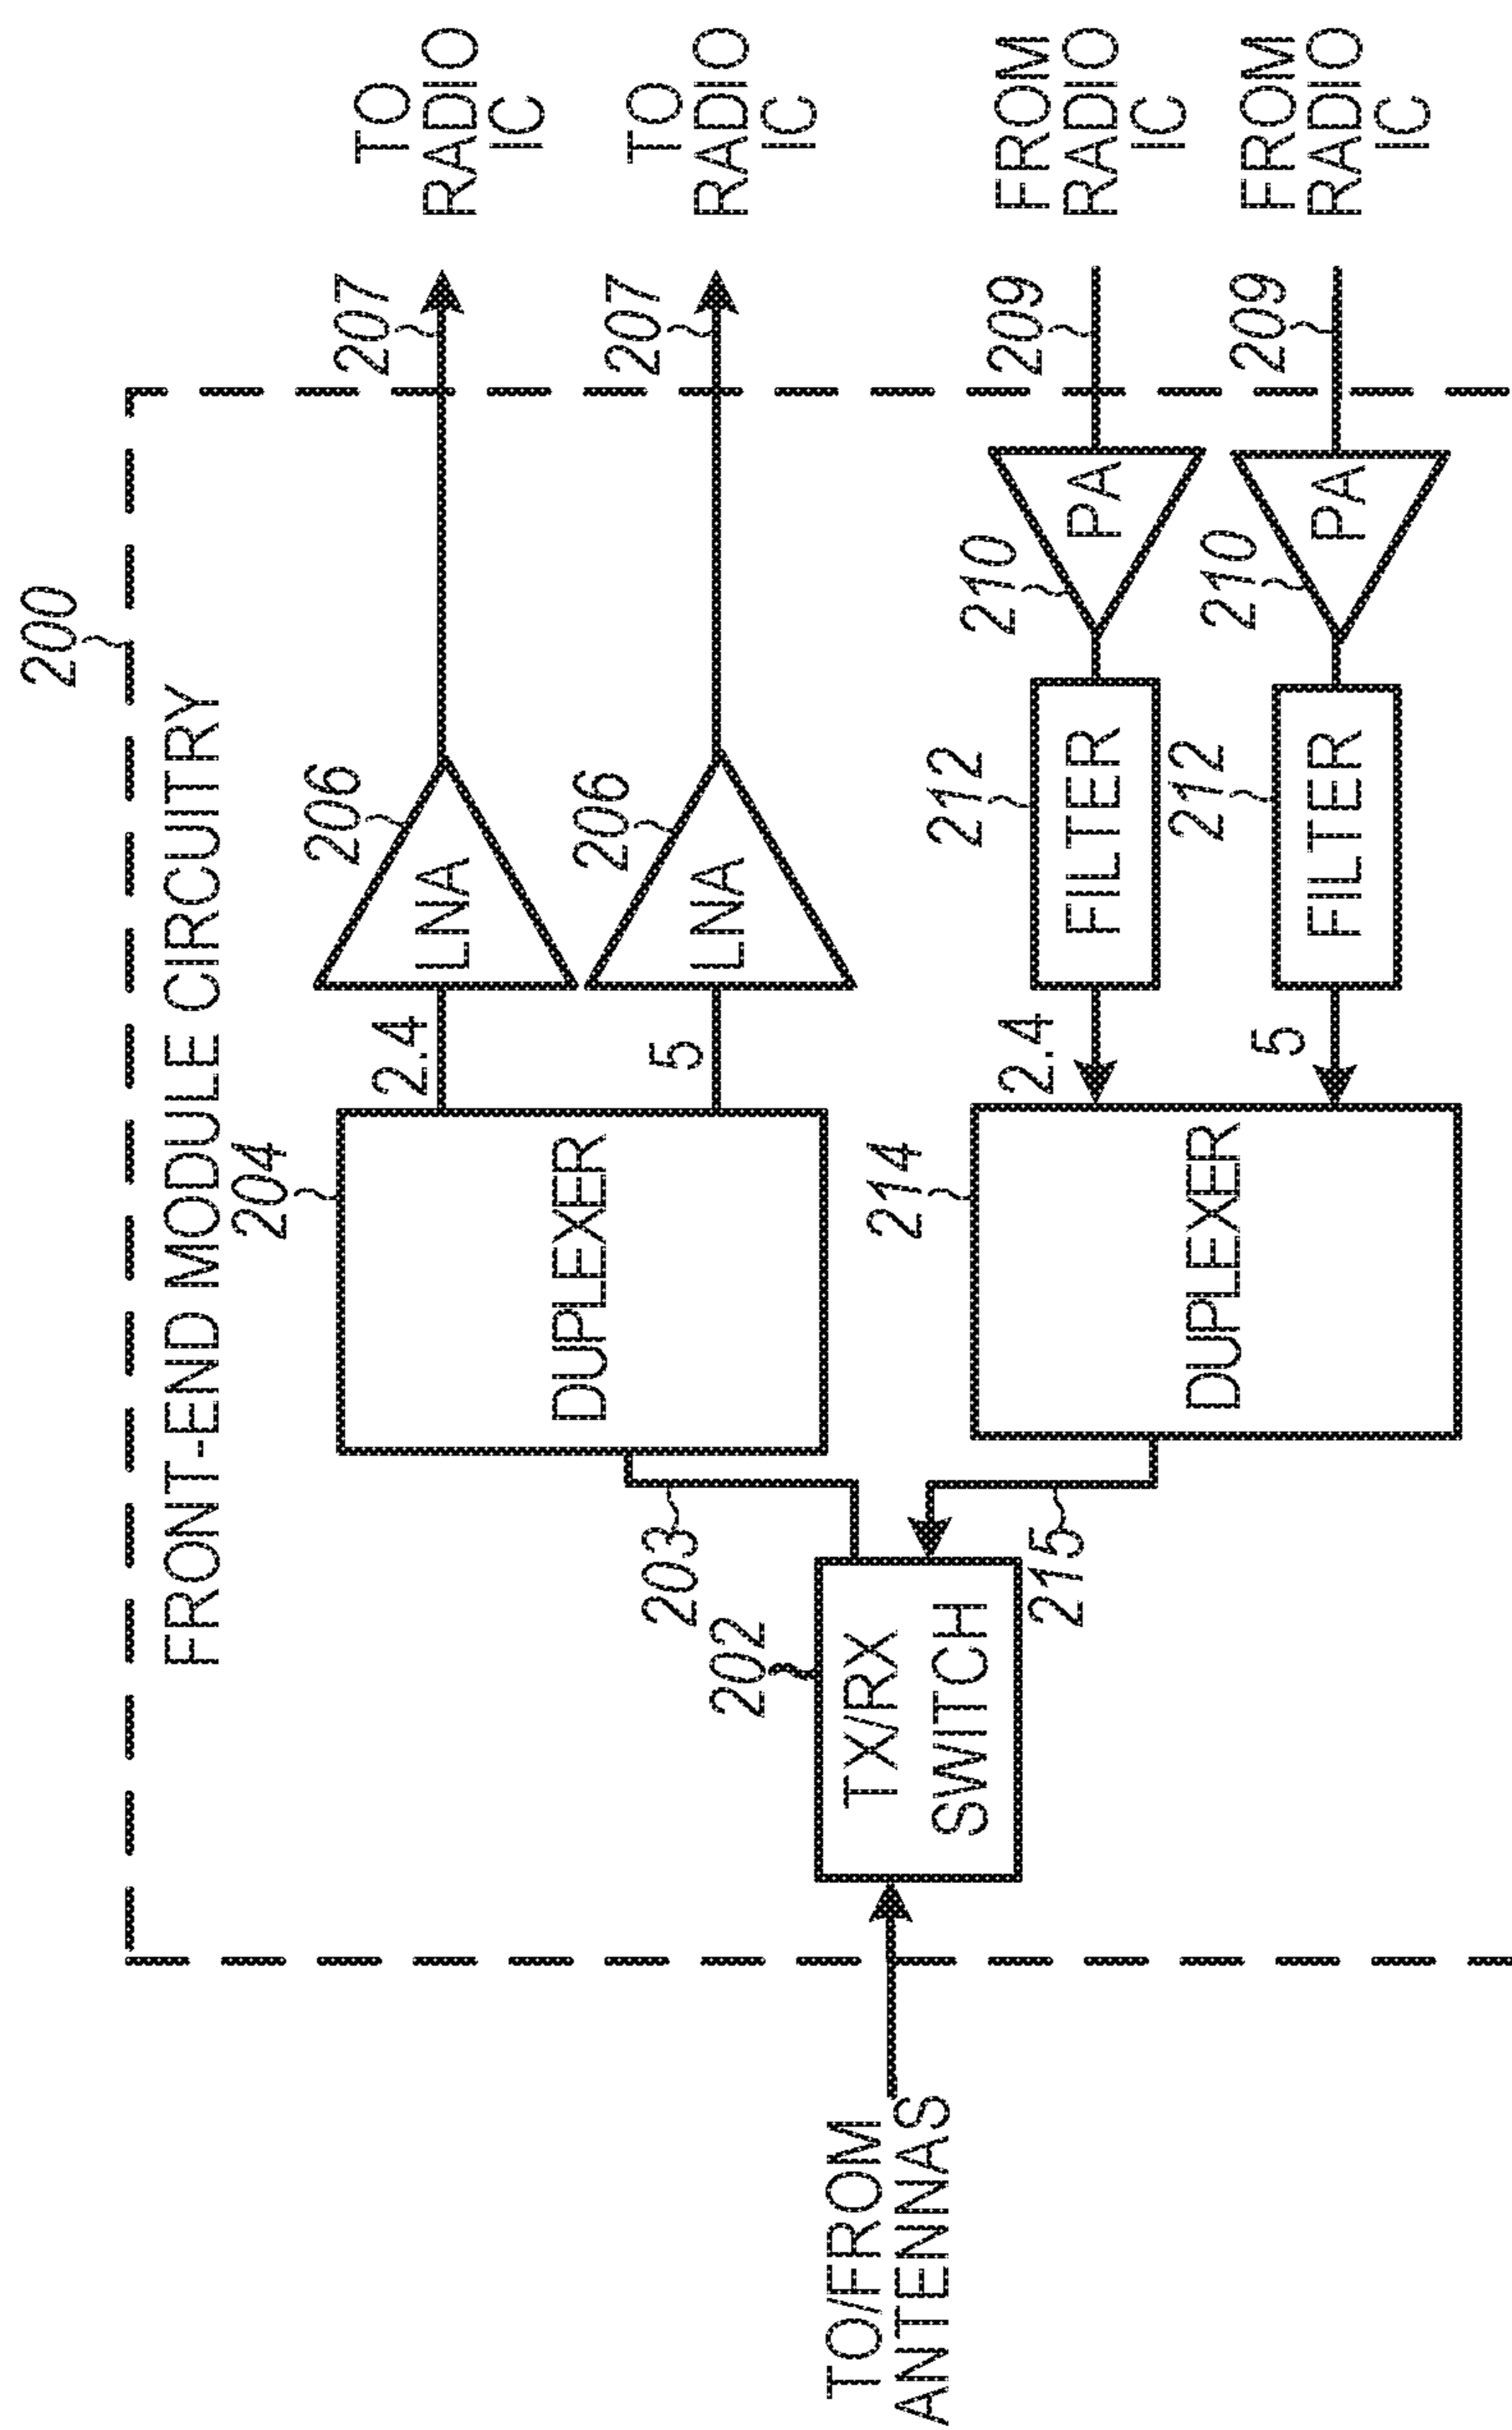 200
FRONT-END MODULE CIRCUITRY
204
DUPLEXER
2.4
206
LNA
207
TO
RADIO
IC
5
206
LNA
207
TO
RADIO
IC
203
202
TX/RX
SWITCH
TO/FROM
ANTENNAS
215
214
DUPLEXER
2.4
212
FILTER
210
PA
209
FROM
RADIO
IC
5
212
FILTER
210
PA
209
FROM
RADIO
IC